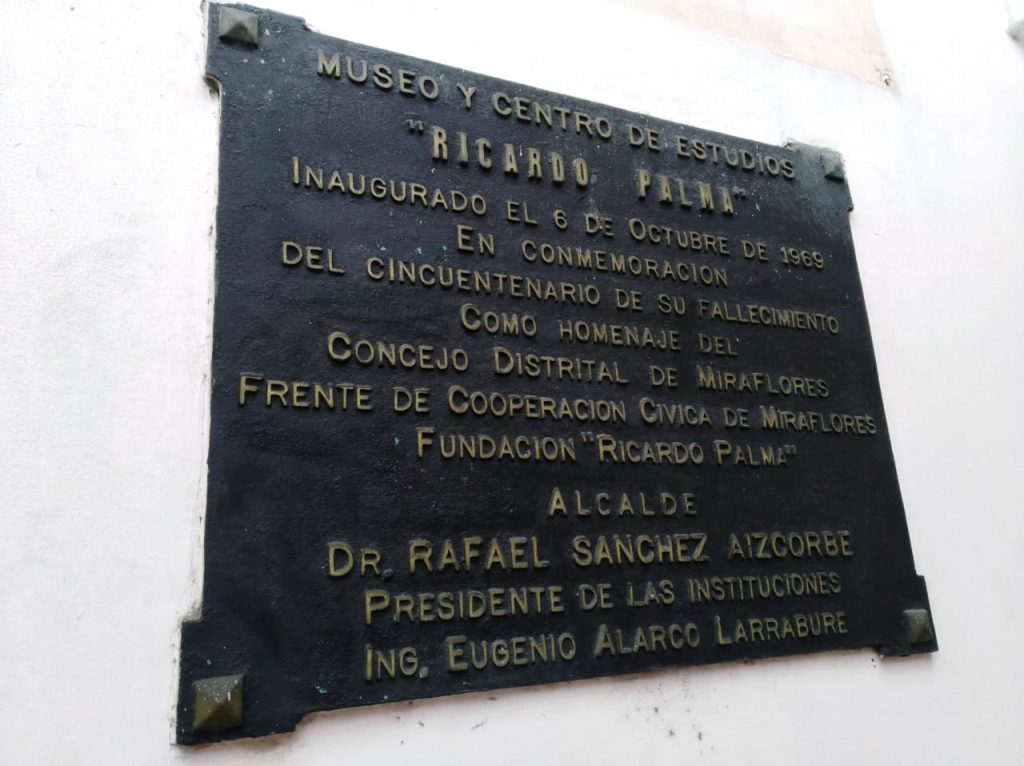 MUSEO Y CENTRO DE ESTUDIOS
"RICARDO PALMA"
INAUGURADO EL 6 DE OCTUBRE DE 1969
EN CONMEMORACION
DEL CINCUENTENARIO DE SU FALLECIMIENTO
COMO HOMENAJE DEL
CONCEJO DISTRITAL DE MIRAFLORES
FRENTE DE COOPERACION CIVICA DE MIRAFLORES
FUNDACION "RICARDO PALMA"
ALCALDE
DR. RAFAEL SANCHEZ AIZCORBE
PRESIDENTE DE LAS INSTITUCIONES
ING. EUGENIO ALARCO LARRABURE